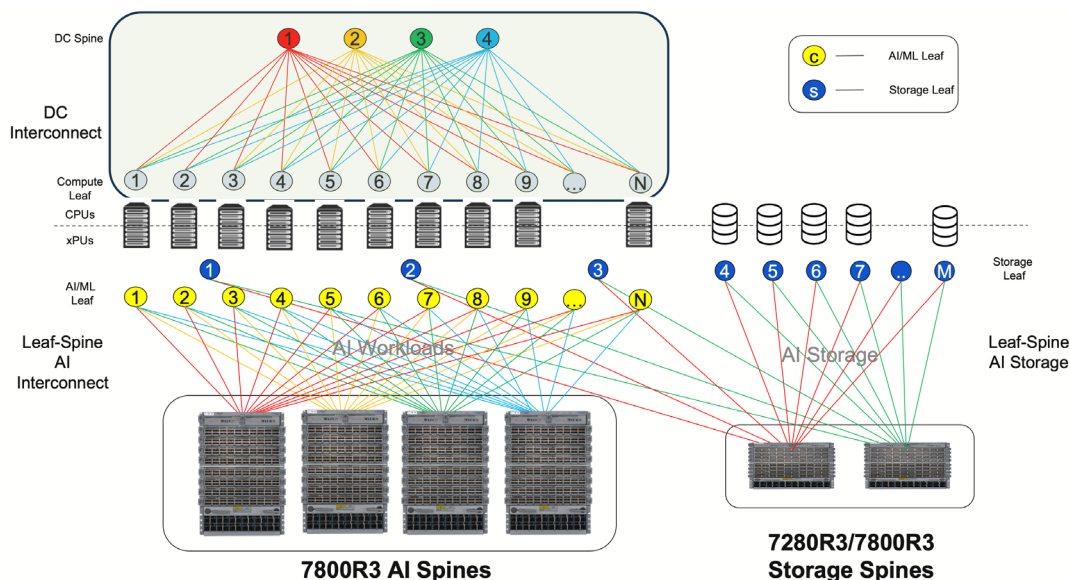 DC Spine
1 2 3 4
C AI/ML Leaf
S Storage Leaf
DC
Interconnect
Compute
Leaf
1 2 3 4 5 6 7 8 9 ... N
CPUs
xPUs
1 2 3
4 5 6 7 .. M
Storage
Leaf
AI/ML
Leaf
1 2 3 4 5 6 7 8 9 ... N
Leaf-Spine
AI
Interconnect
AI Workloads
AI Storage
Leaf-Spine
AI Storage
7800R3 AI Spines
7280R3/7800R3
Storage Spines